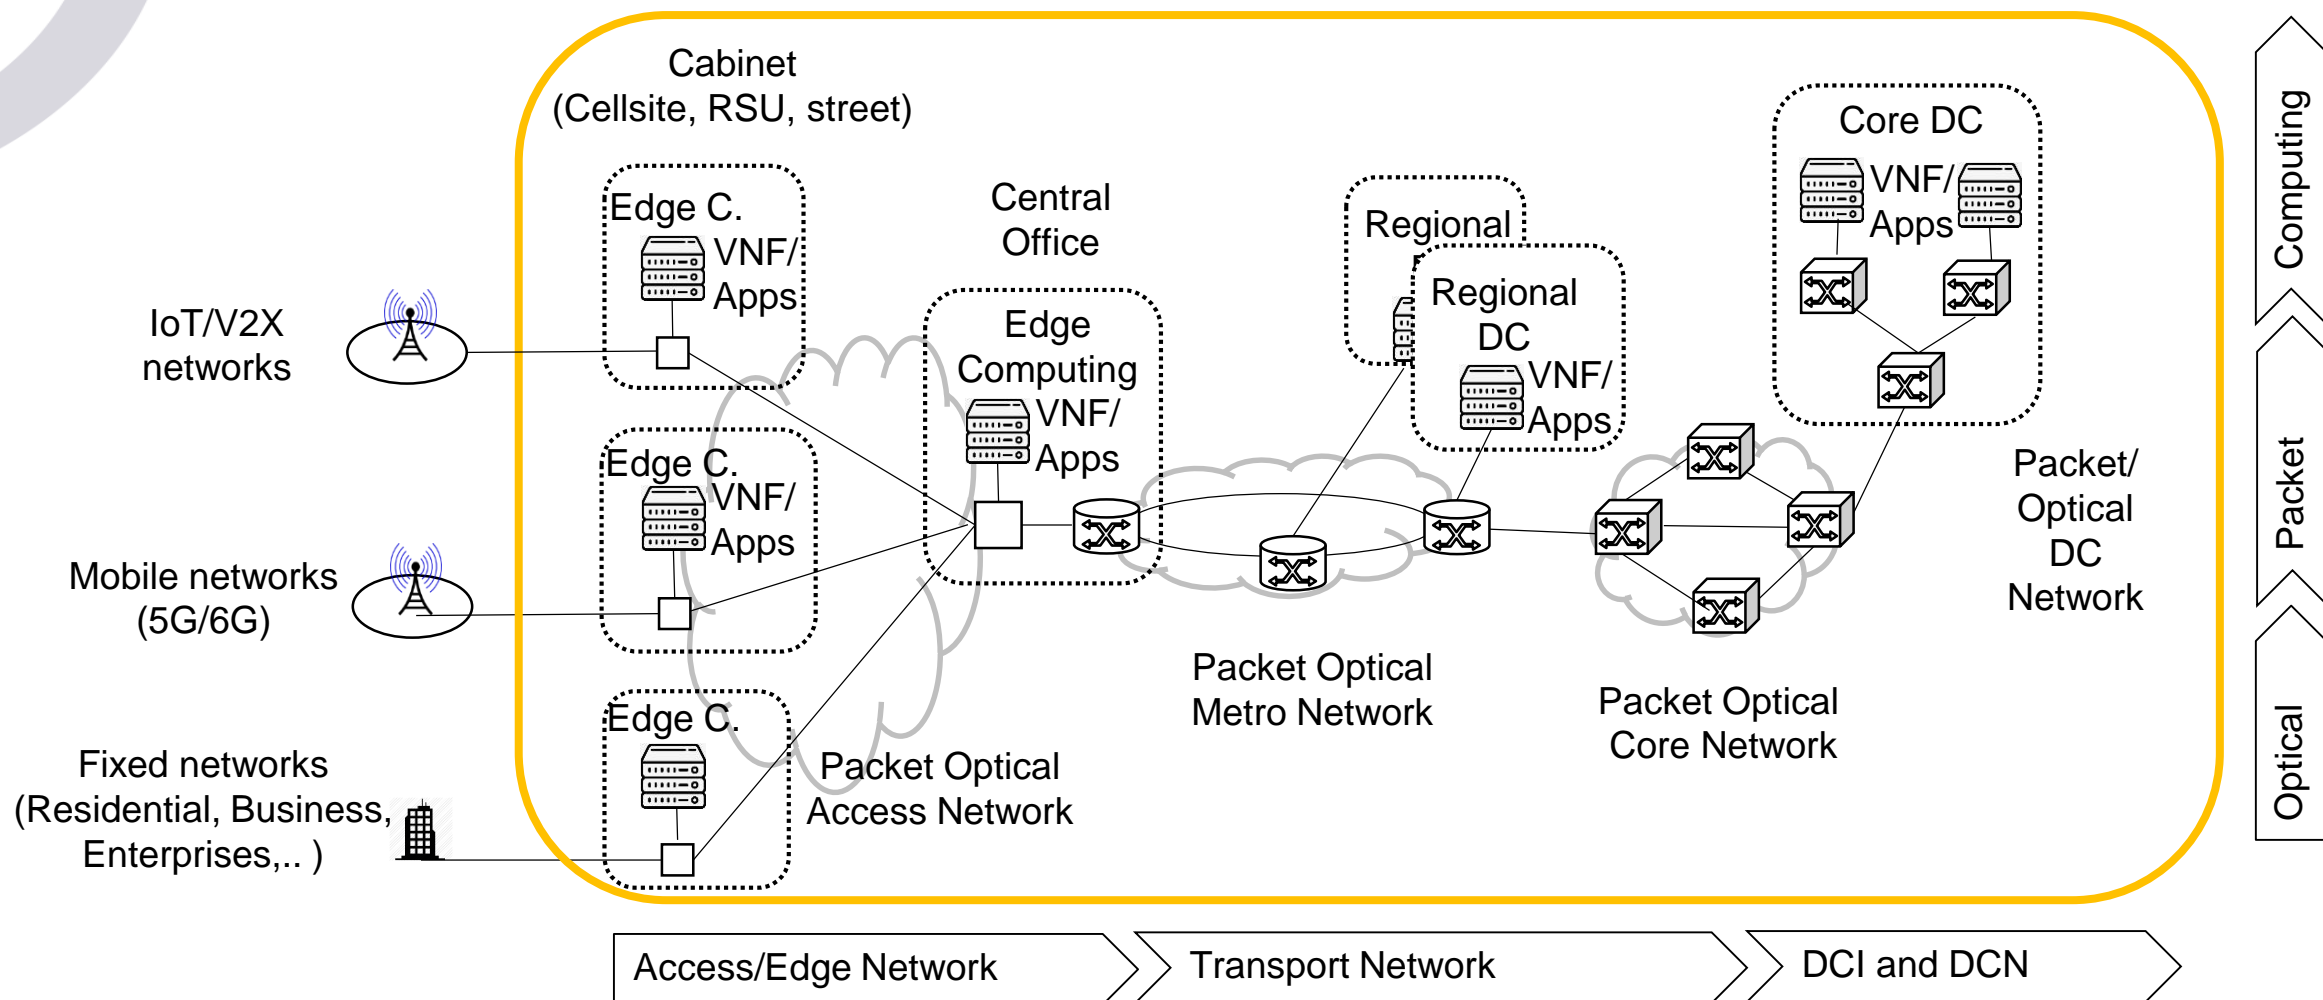 Cabinet
(Cellsite, RSU, street)
Edge C.
VNF/
Apps
IoT/V2X
networks
Edge C.
VNF/
Apps
Mobile networks
(5G/6G)
Edge C.
Fixed networks
(Residential, Business,
Enterprises,.. )
Packet Optical
Access Network
Central
Office
Edge
Computing
VNF/
Apps
Regional
Regional
DC
VNF/
Apps
Packet Optical
Metro Network
Packet Optical
Core Network
Core DC
VNF/
Apps
Packet/
Optical
DC
Network
Computing
Packet
Optical
Access/Edge Network
Transport Network
DCI and DCN